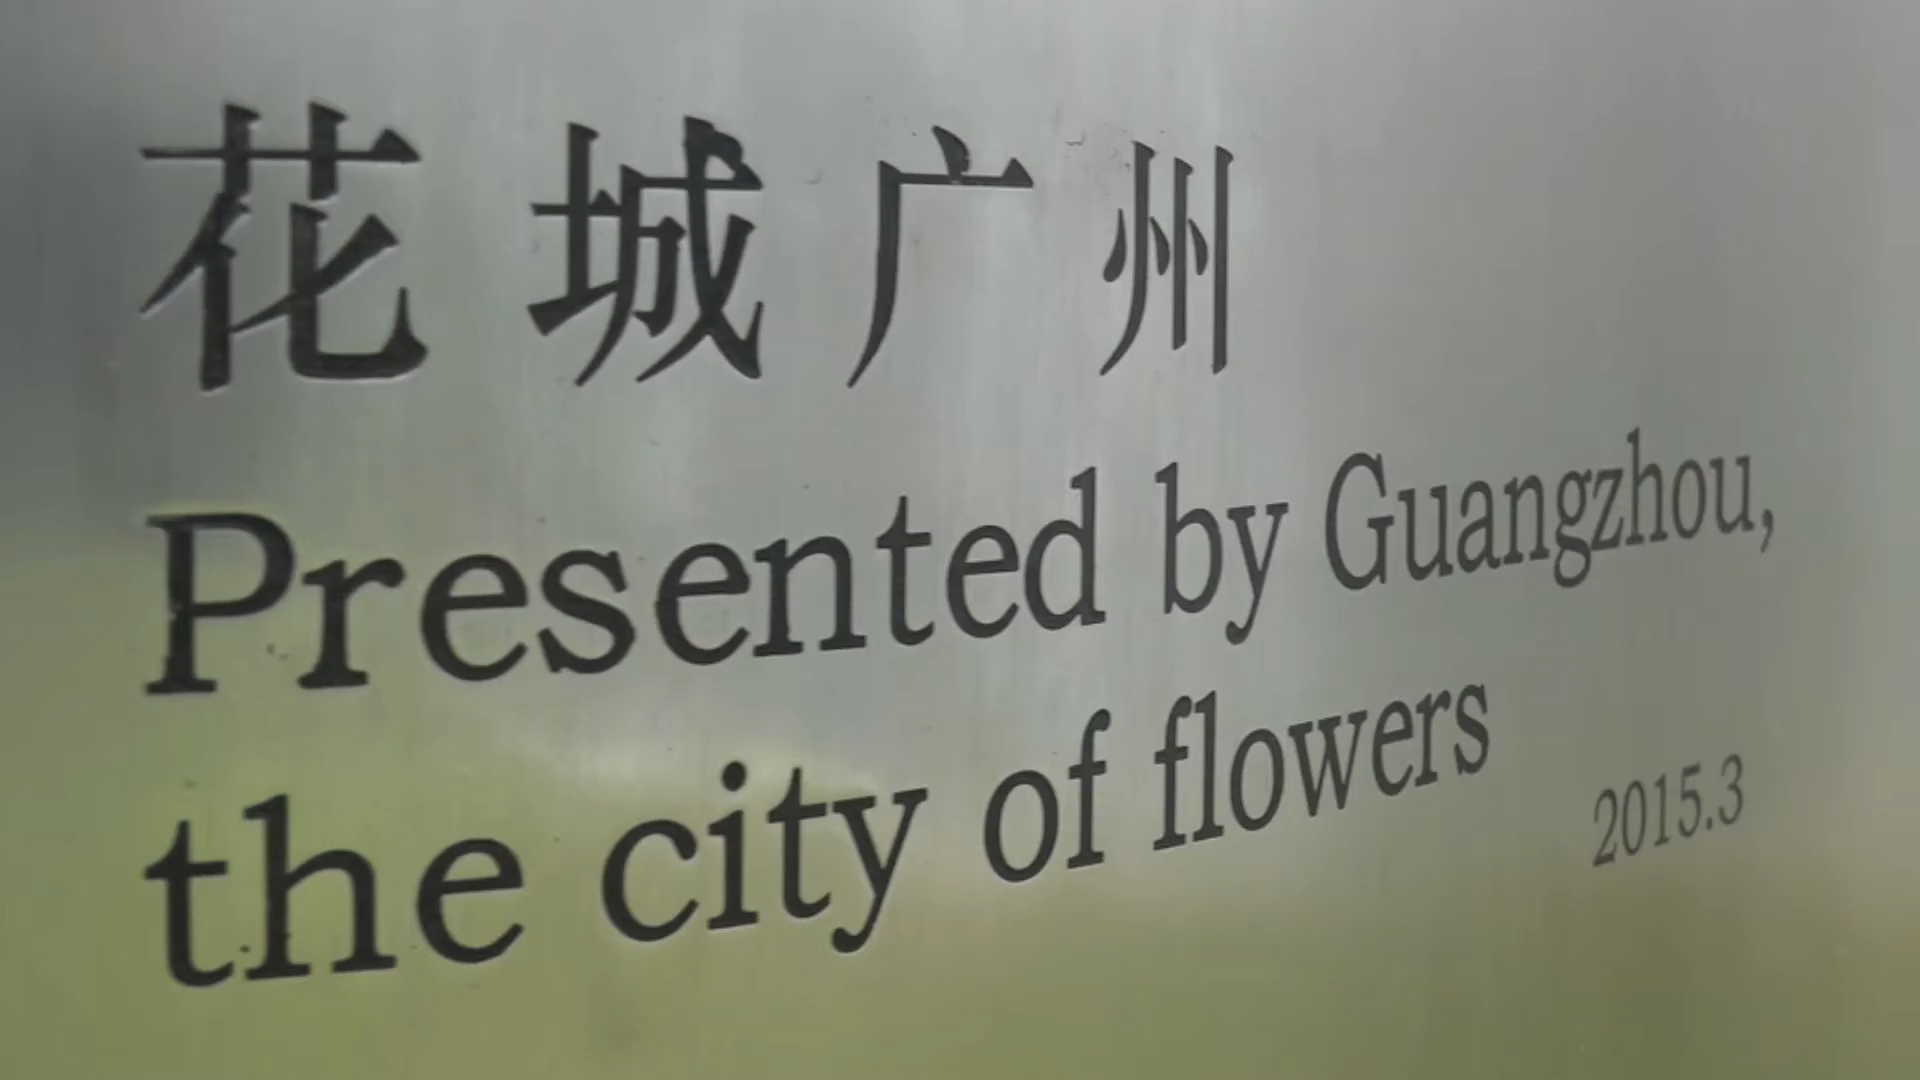 花城广州
Presented by Guangzhou,
the city of flowers
2015.3